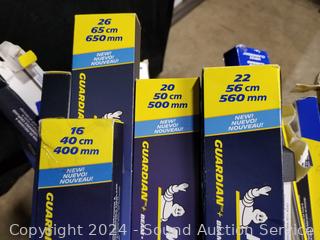 26
65 cm
650 mm
NEW!
NUEVO! NOUVEAU!
GUARDIAN+
20
50 cm
500 mm
NEW!
NUEVO! NOUVEAU!
GUARDIAN+
22
56 cm
560 mm
NEW!
NUEVO! NOUVEAU!
GUARDIAN+
16
40 cm
400 mm
NEW!
NUEVO! NOUVEAU!
GUARDIAN
Copyright 2024 - Sound Auction Service